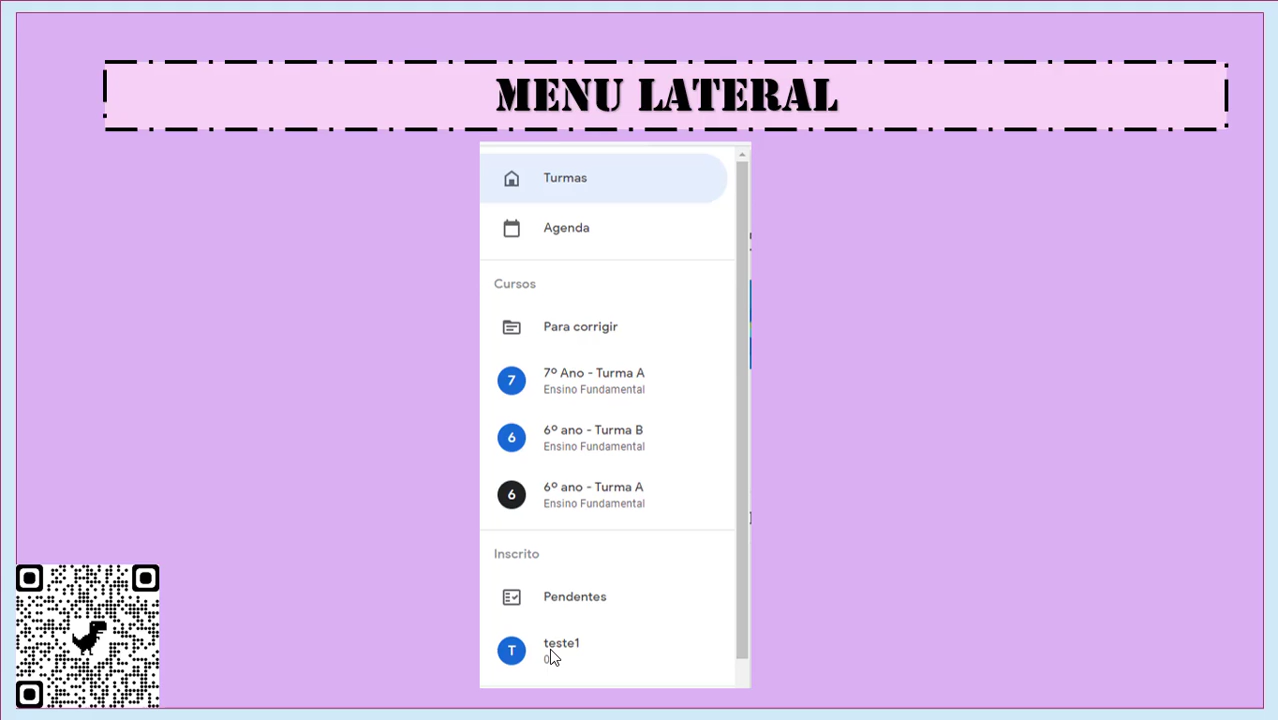 MENU LATERAL
Turmas
Agenda
Cursos
Para corrigir
7
7º Ano - Turma A
Ensino Fundamental
6
6º ano - Turma B
Ensino Fundamental
6
6º ano - Turma A
Ensino Fundamental
Inscrito
Pendentes
T
teste1